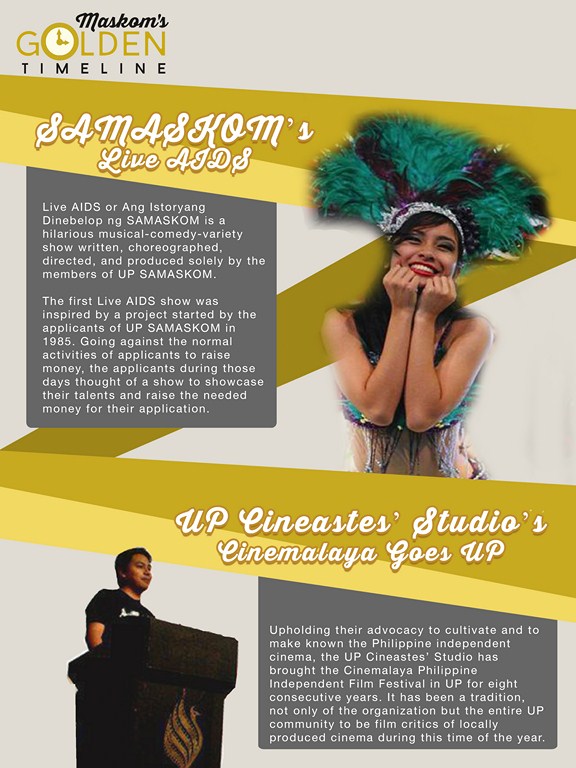 Maskom's
GOLDEN
TIMELINE
SAMASKOM's
Live AIDS
Live AIDS or Ang Istoryang
Dinebelop ng SAMASKOM is a
hilarious musical-comedy-variety
show written, choreographed,
directed, and produced solely by the
members of UP SAMASKOM.
The first Live AIDS show was
inspired by a project started by the
applicants of UP SAMASKOM in
1985. Going against the normal
activities of applicants to raise
money, the applicants during those
days thought of a show to showcase
their talents and raise the needed
money for their application.
UP Cineastes' Studio's
Cinemalaya Goes UP
Upholding their advocacy to cultivate and to
make known the Philippine independent
cinema, the UP Cineastes' Studio has
brought the Cinemalaya Philippine
Independent Film Festival in UP for eight
consecutive years. It has been a tradition,
not only of the organization but the entire UP
community to be film critics of locally
produced cinema during this time of the year.